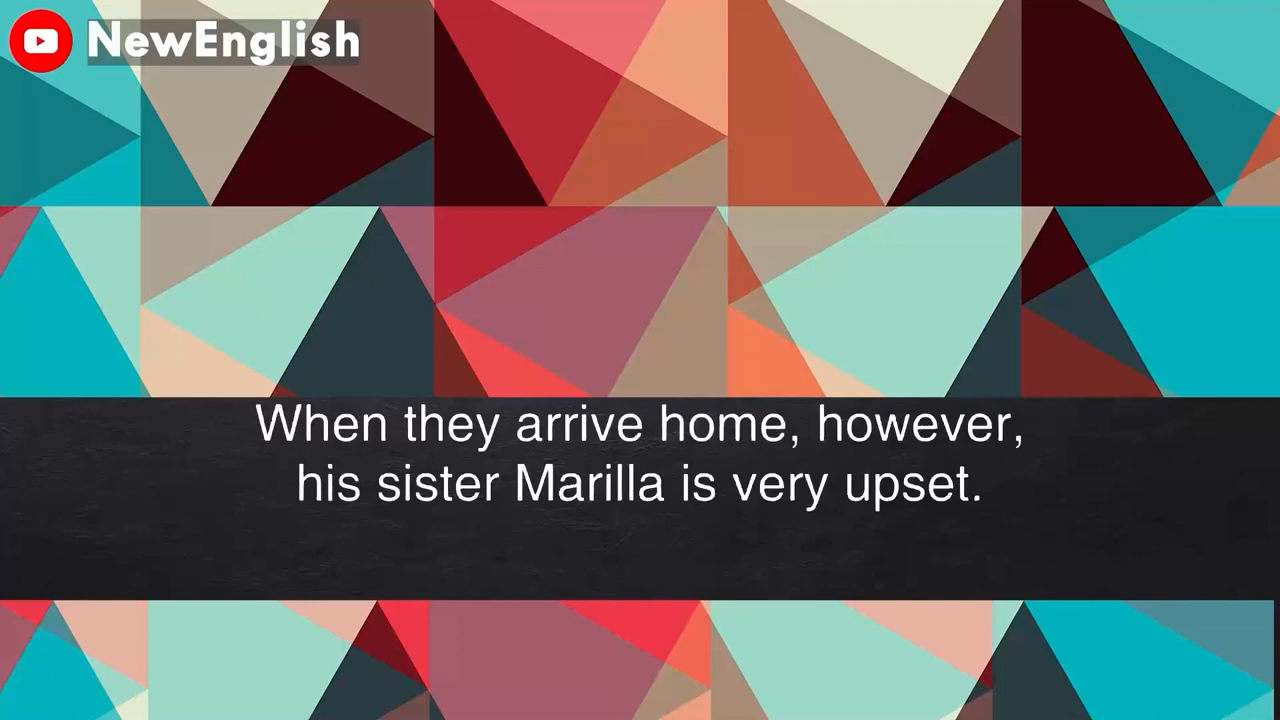 NewEnglish
When they arrive home, however,
his sister Marilla is very upset.